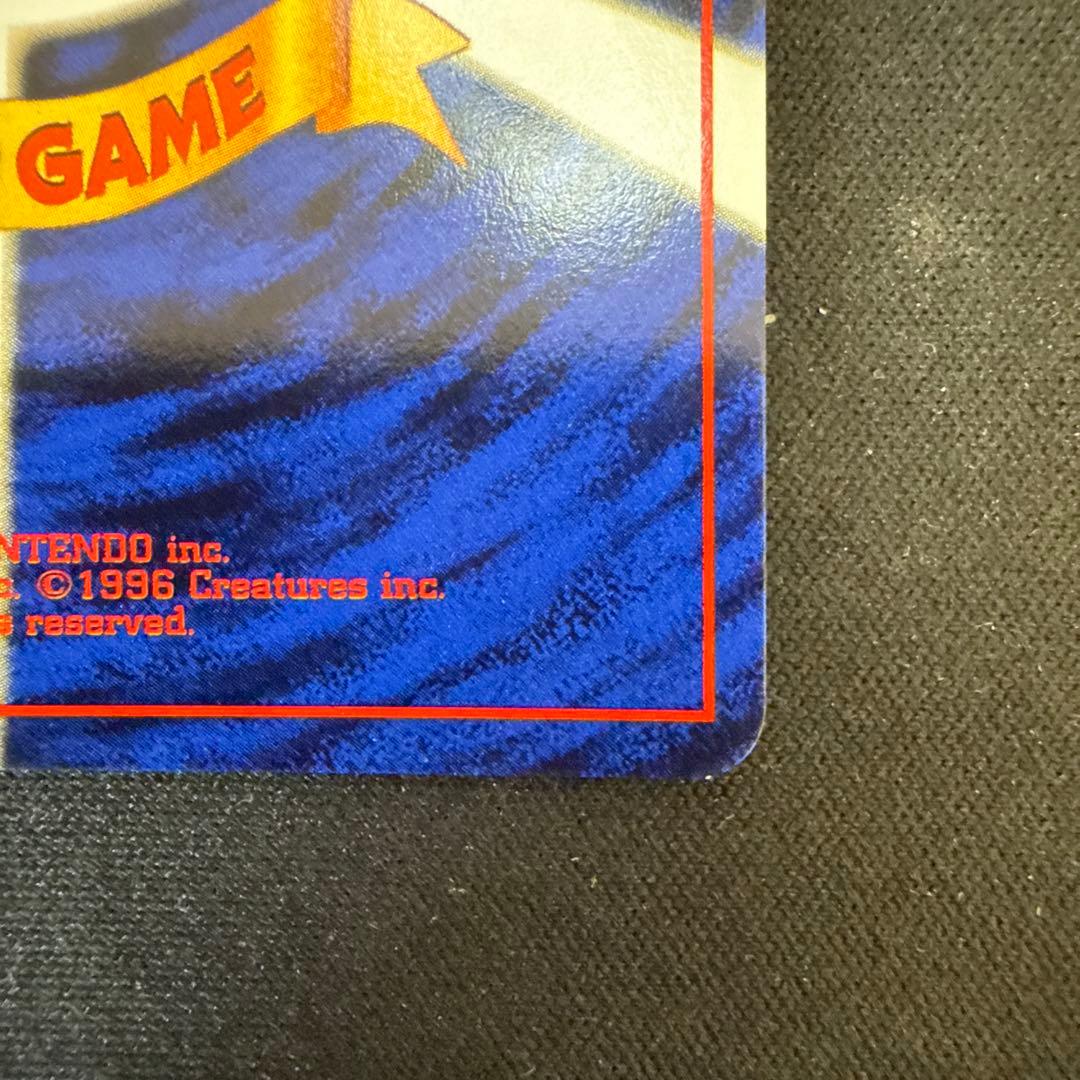 GAME
NTENDO inc.
c. ©1996 Creatures inc.
s reserved.